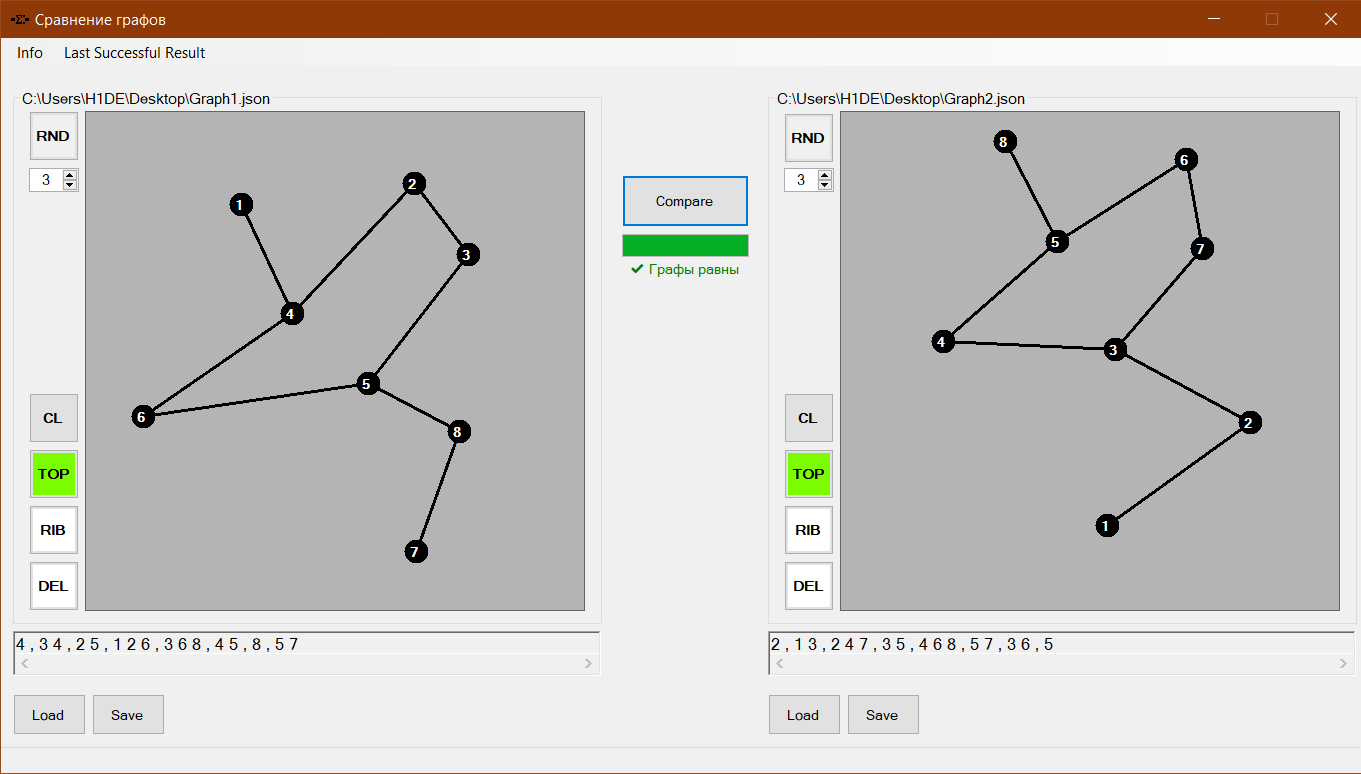 Сравнение графов
Info Last Successful Result
C:\Users\H1DE\Desktop\Graph1.json
RND
3
1
2
3
4
5
6
8
7
CL
TOP
RIB
DEL
4 , 3 4 , 2 5 , 1 2 6 , 3 6 8 , 4 5 , 8 , 5 7
Load Save
Compare
✔ Графы равны
C:\Users\H1DE\Desktop\Graph2.json
RND
3
8
6
5
7
4
3
2
1
CL
TOP
RIB
DEL
2 , 1 3 , 2 4 7 , 3 5 , 4 6 8 , 5 7 , 3 6 , 5
Load Save